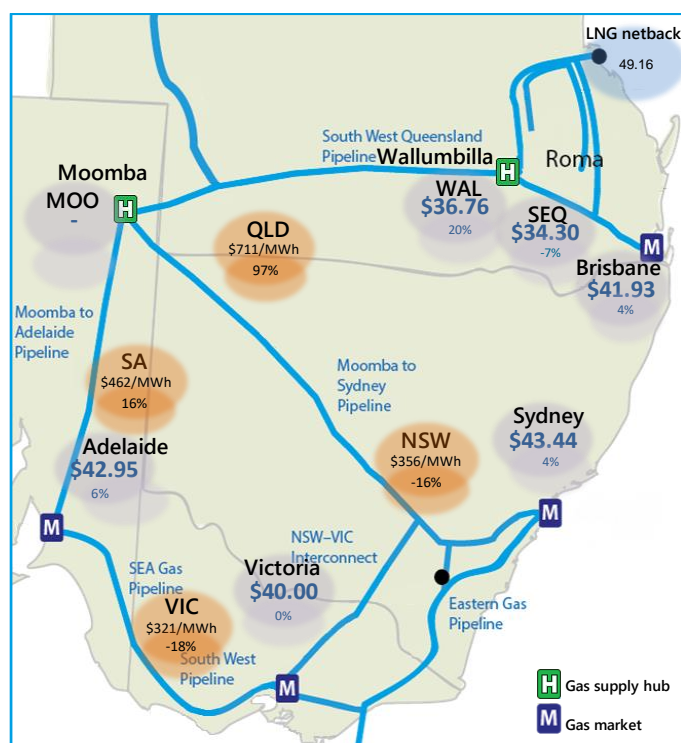 LNG netback
49.16
South West Queensland
Pipeline
Wallumbilla
H
Roma
Moomba
MOO
-
H
WAL
$36.76
20%
SEQ
$34.30
-7%
QLD
$711/MWh
97%
M
Brisbane
$41.93
4%
Moomba to
Adelaide
Pipeline
SA
$462/MWh
16%
Moomba to
Sydney
Pipeline
Adelaide
$42.95
6%
NSW
$356/MWh
-16%
Sydney
$43.44
4%
M
M
NSW–VIC
Interconnect
SEA Gas
Pipeline
Victoria
$40.00
0%
Eastern Gas
Pipeline
VIC
$321/MWh
-18%
South West
Pipeline
M
H Gas supply hub
M Gas market